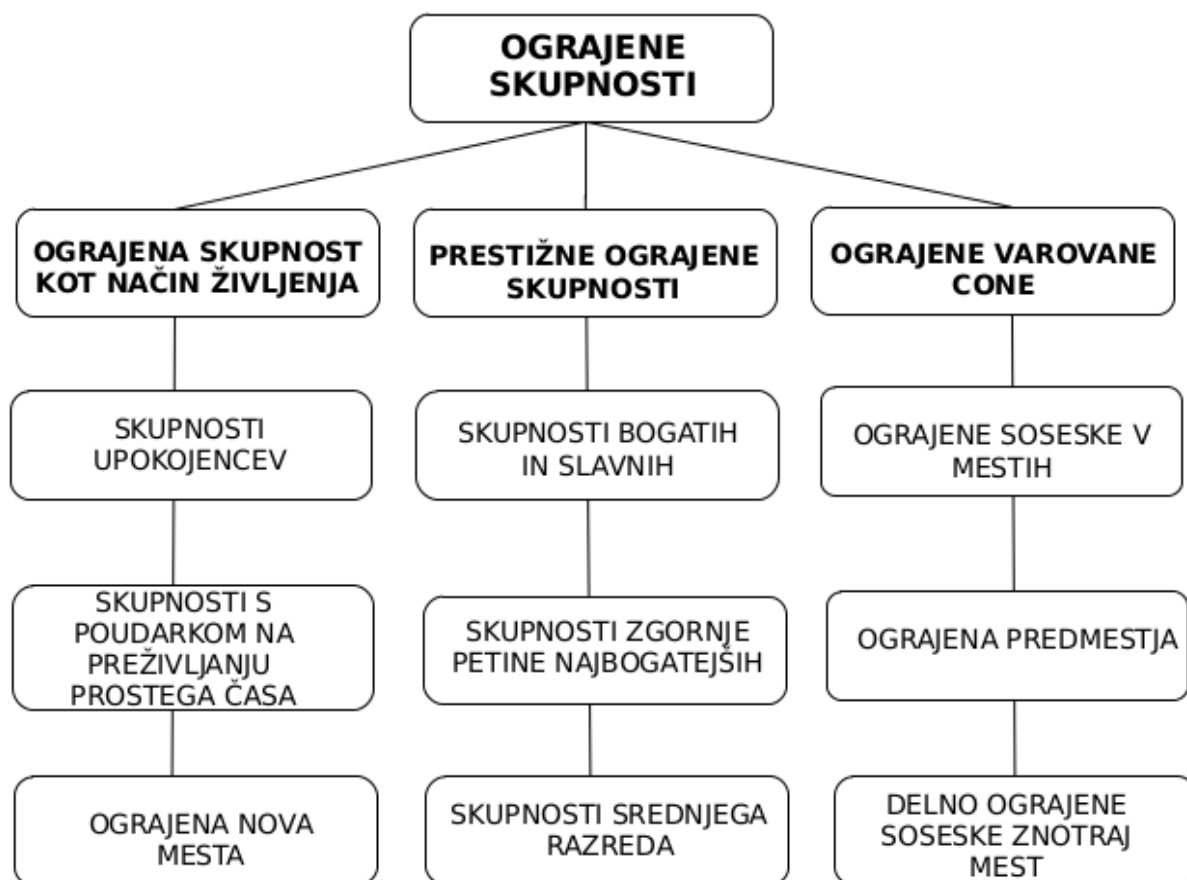 OGRAJENE
SKUPNOSTI
OGRAJENA SKUPNOST
KOT NAČIN ŽIVLJENJA
PRESTIŽNE OGRAJENE
SKUPNOSTI
OGRAJENE VAROVANE
CONE
SKUPNOSTI
UPOKOJENCEV
SKUPNOSTI BOGATIH
IN SLAVNIH
OGRAJENE SOSESKE V
MESTIH
SKUPNOSTI S
POUDARKOM NA
PREŽIVLJANJU
PROSTEGA ČASA
SKUPNOSTI ZGORNJE
PETINE NAJBOGATEJŠIH
OGRAJENA PREDMESTJA
OGRAJENA NOVA
MESTA
SKUPNOSTI SREDNJEGA
RAZREDA
DELNO OGRAJENE
SOSESKE ZNOTRAJ
MEST